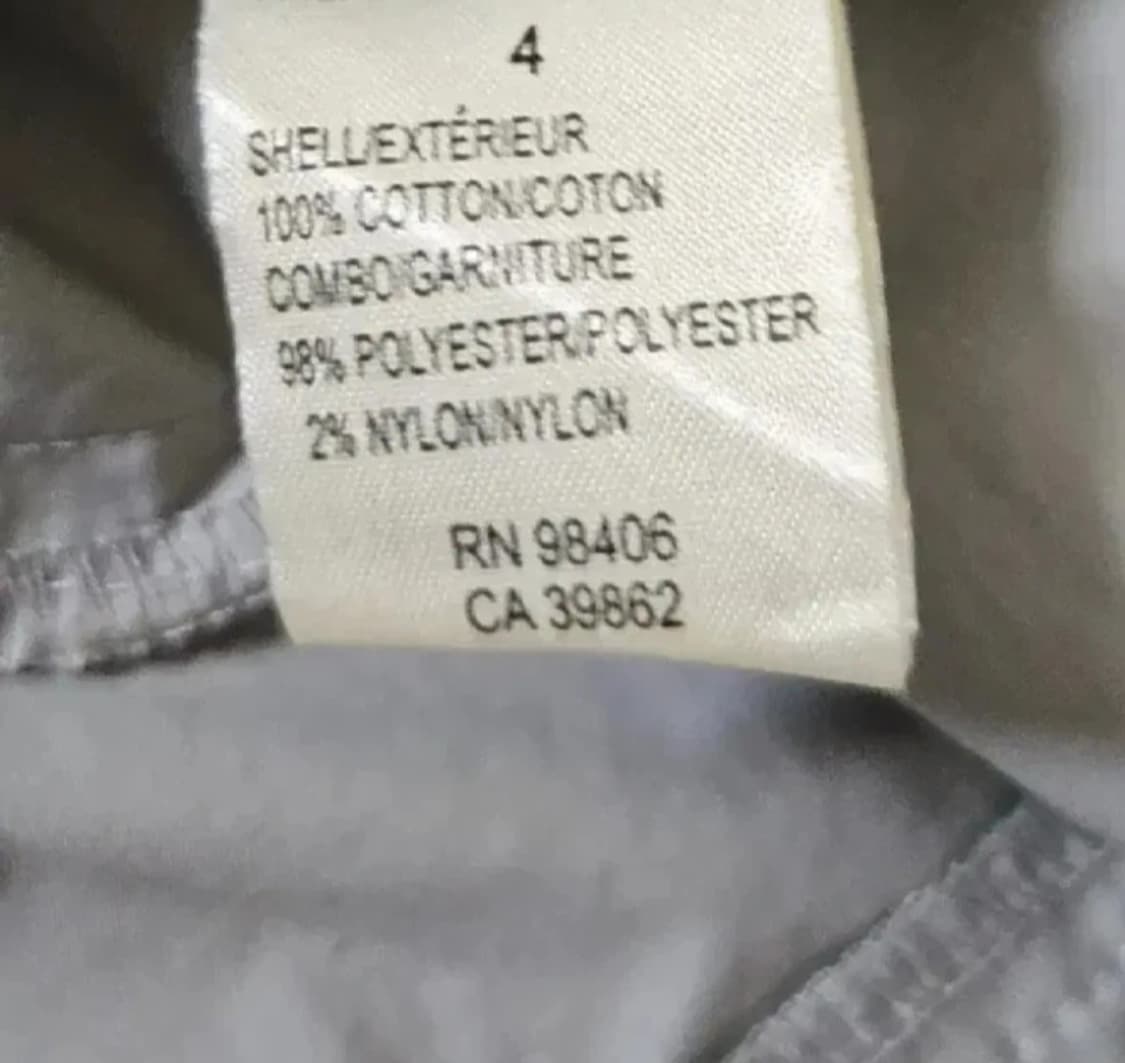 4
SHELL/EXTÉRIEUR
100% COTTON/COTON
COMBO/GARNITURE
98% POLYESTER/POLYESTER
2% NYLON/NYLON
RN 98406
CA 39862